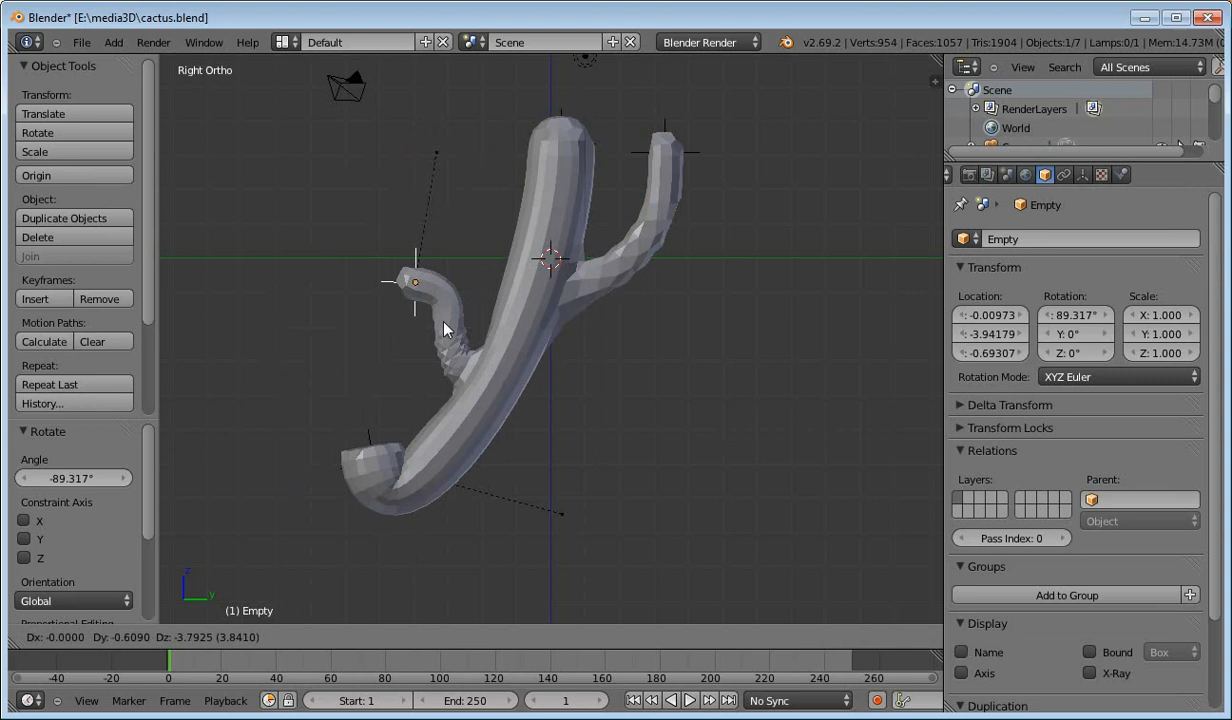 Blender* [E:\media3D\cactus.blend]
File Add Render Window Help Default Scene Blender Render v2.69.2 | Verts:954 | Faces:1057 | Tris:1904 | Objects:1/7 | Lamps:0/1 | Mem:14.73M
Object Tools
Transform:
Translate
Rotate
Scale
Origin
Object:
Duplicate Objects
Delete
Join
Keyframes:
Insert Remove
Motion Paths:
Calculate Clear
Repeat:
Repeat Last
History...
Rotate
Angle
-89.317°
Constraint Axis
X
Y
Z
Orientation
Global
Right Ortho
z
y
(1) Empty
Dx: -0.0000 Dy: -0.6090 Dz: -3.7925 (3.8410)
View Search All Scenes
Scene
RenderLayers
World
Empty
Empty
Transform
Location: Rotation: Scale:
: -0.00973 : 89.317° X: 1.000
: -3.94179 Y: 0° Y: 1.000
: -0.69307 Z: 0° Z: 1.000
Rotation Mode: XYZ Euler
Delta Transform
Transform Locks
Relations
Layers: Parent:
Object
Pass Index: 0
Groups
Add to Group
Display
Name Bound Box
Axis X-Ray
Duplication
-40 -20 0 20 40 60 80 100 120 140 160 180 200 220 240 260 280
View Marker Frame Playback Start: 1 End: 250 1 No Sync